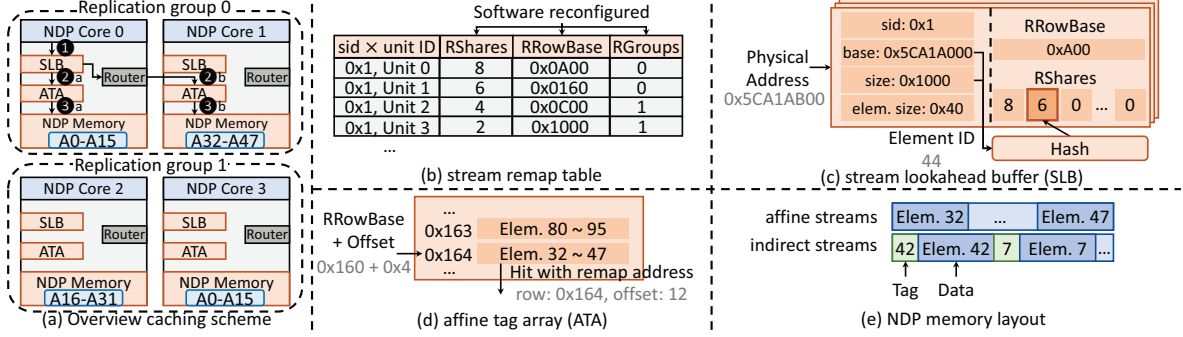 Replication group 0
NDP Core 0
NDP Core 1
1
SLB
SLB
2 a
Router
2 b
Router
ATA
ATA
3 a
3 b
NDP Memory
NDP Memory
A0-A15
A32-A47
Replication group 1
NDP Core 2
NDP Core 3
SLB
SLB
Router
Router
ATA
ATA
NDP Memory
NDP Memory
A16-A31
A0-A15
(a) Overview caching scheme
Software reconfigured
sid × unit ID RShares RRowBase RGroups
0x1, Unit 0 8 0x0A00 0
0x1, Unit 1 6 0x0160 0
0x1, Unit 2 4 0x0C00 1
0x1, Unit 3 2 0x1000 1
...
(b) stream remap table
Physical
Address
0x5CA1AB00
sid: 0x1
base: 0x5CA1A000
size: 0x1000
elem. size: 0x40
RRowBase
0xA00
RShares
8 6 0 ... 0
Element ID
44
Hash
(c) stream lookahead buffer (SLB)
RRowBase
+ Offset
0x160 + 0x4
...
0x163 Elem. 80 ~ 95
0x164 Elem. 32 ~ 47
...
Hit with remap address
row: 0x164, offset: 12
(d) affine tag array (ATA)
affine streams Elem. 32 ... Elem. 47
indirect streams 42 Elem. 42 7 Elem. 7 ...
Tag Data
(e) NDP memory layout